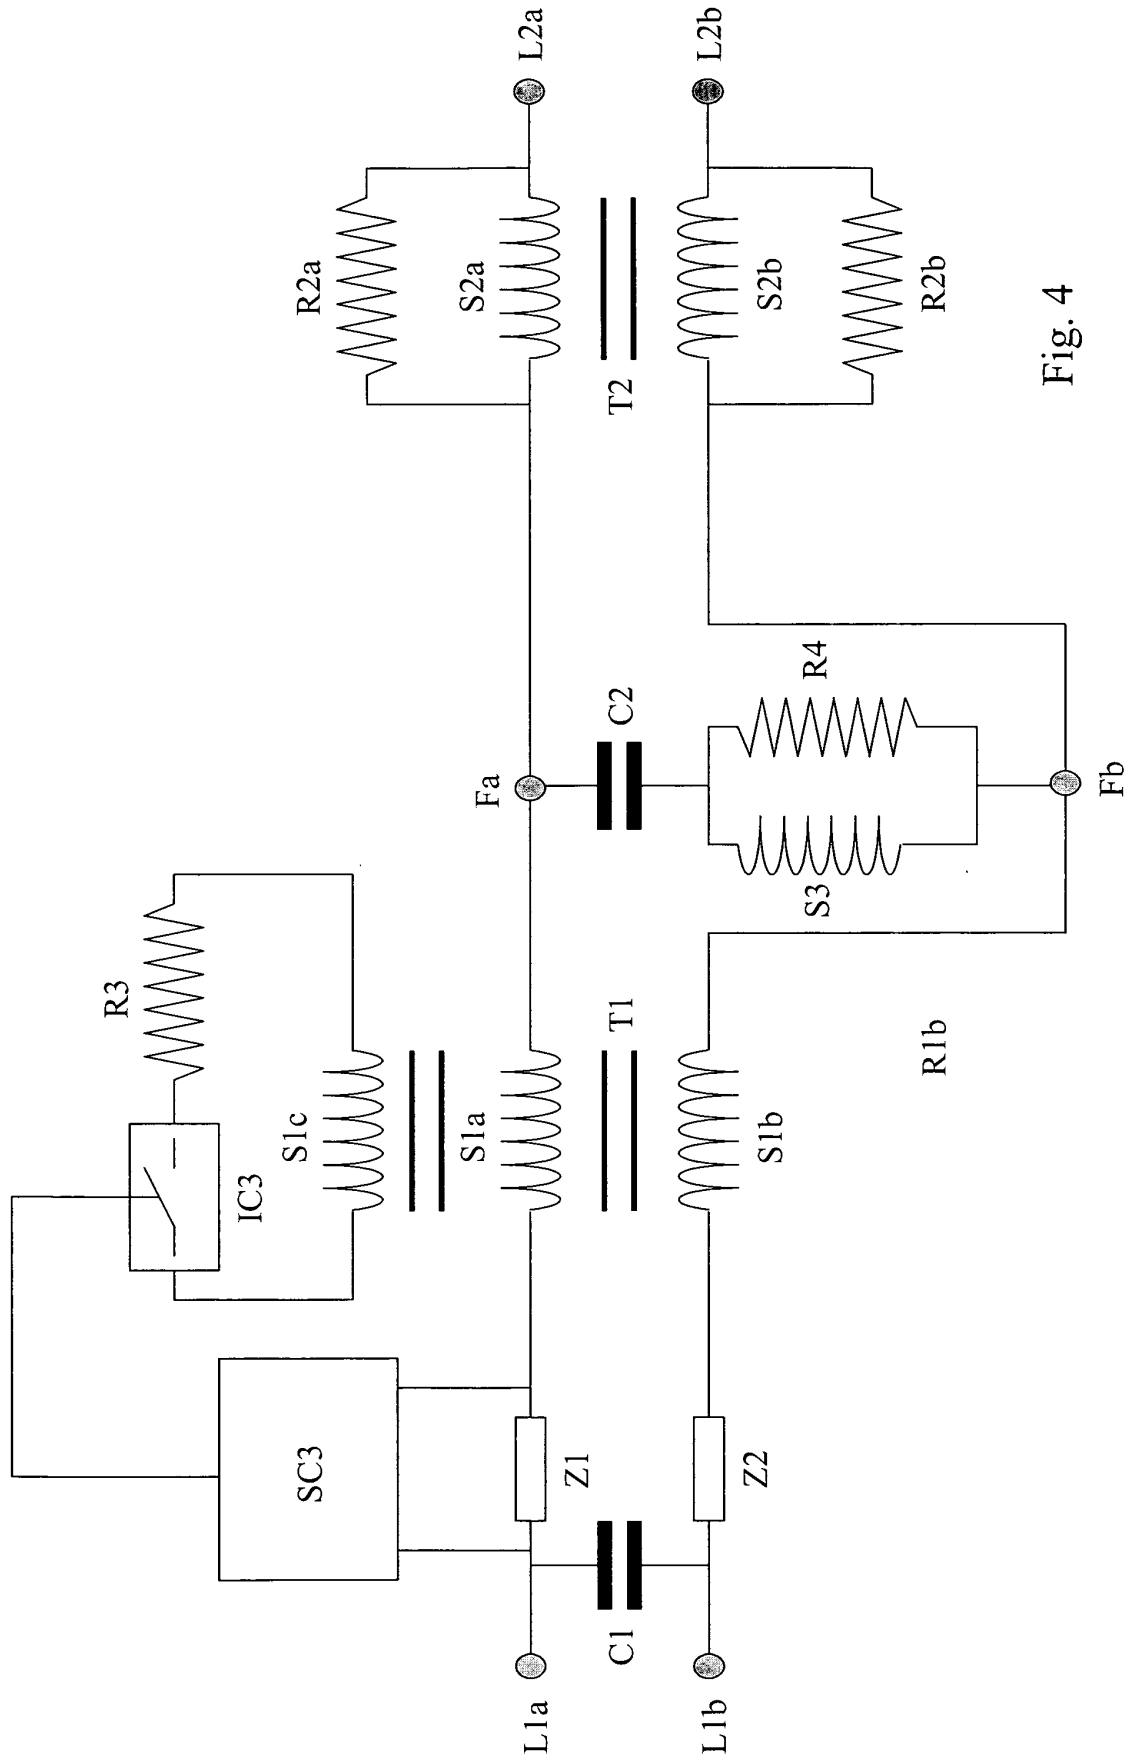 R3
IC3
S1c
SC3
R2a
Fa
S1a
S2a
L1a
L2a
Z1
C1
T1
C2
T2
L1b
L2b
Z2
S1b
S3
R4
S2b
R1b
R2b
Fb
Fig. 4